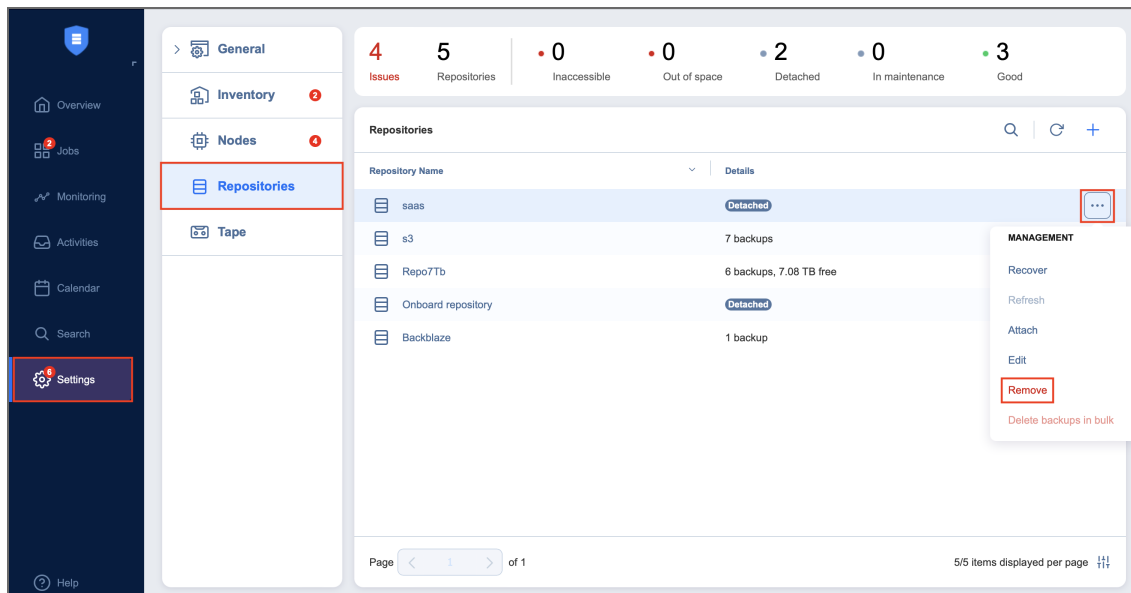 Overview
2
Jobs
Monitoring
Activities
Calendar
Search
6
Settings
Help
General
Inventory 2
Nodes 4
Repositories
Tape
4 5 0 0 2 0 3
Issues Repositories Inaccessible Out of space Detached In maintenance Good
Repositories
Repository Name Details
saas Detached
s3 7 backups
Repo7Tb 6 backups, 7.08 TB free
Onboard repository Detached
Backblaze 1 backup
MANAGEMENT
Recover
Refresh
Attach
Edit
Remove
Delete backups in bulk
Page 1 of 1 5/5 items displayed per page